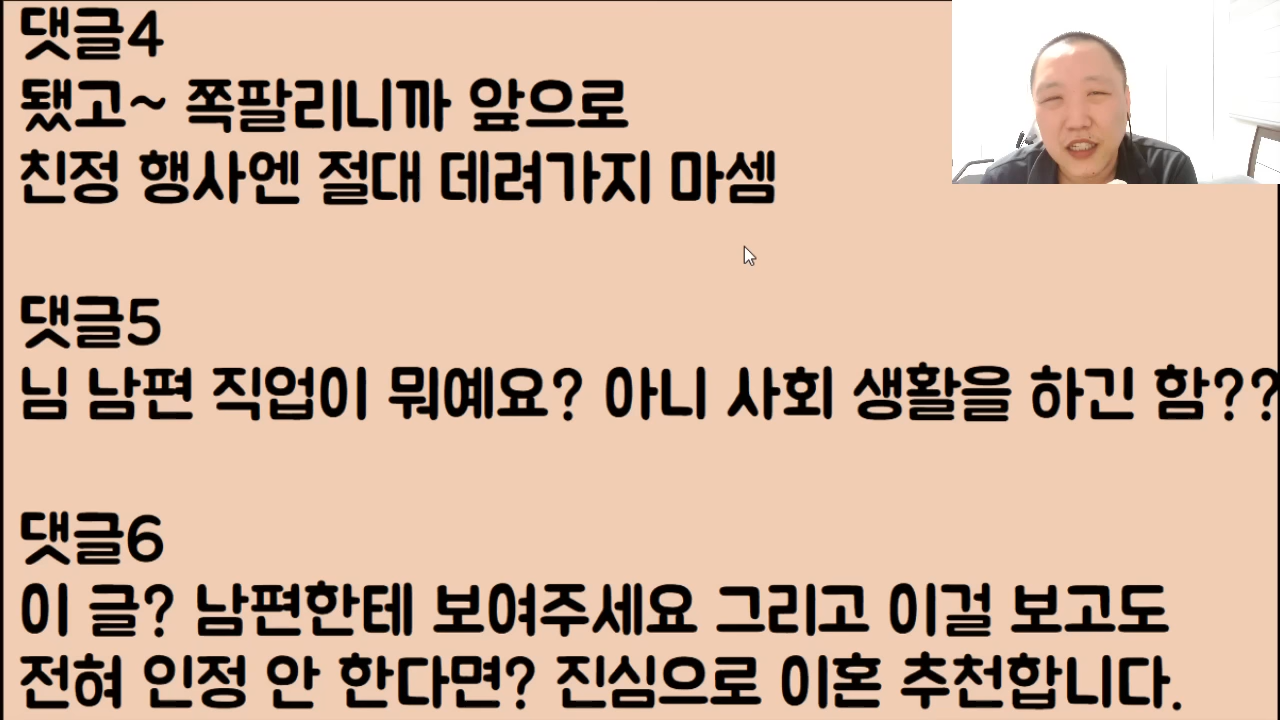 댓글4
됐고~ 쪽팔리니까 앞으로
친정 행사엔 절대 데려가지 마셈
댓글5
님 남편 직업이 뭐예요? 아니 사회 생활을 하긴 함??
댓글6
이 글? 남편한테 보여주세요 그리고 이걸 보고도
전혀 인정 안 한다면? 진심으로 이혼 추천합니다.